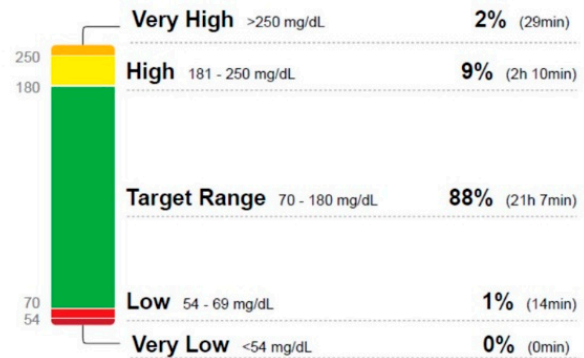 Very High >250 mg/dL 2% (29min)
250
High 181 - 250 mg/dL 9% (2h 10min)
180
Target Range 70 - 180 mg/dL 88% (21h 7min)
70
Low 54 - 69 mg/dL 1% (14min)
54
Very Low <54 mg/dL 0% (0min)